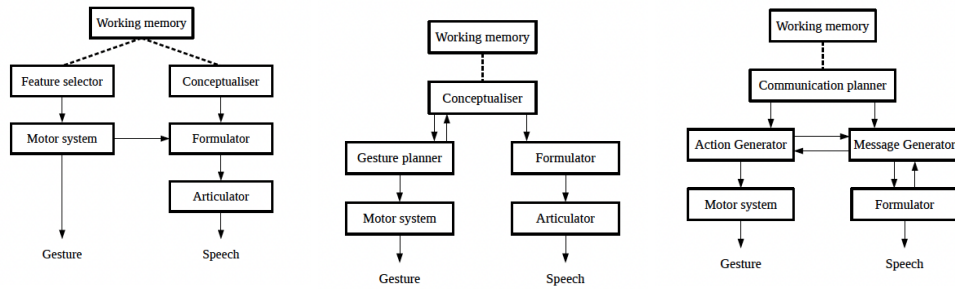 Working memory
Feature selector
Conceptualiser
Motor system
Formulator
Articulator
Gesture
Speech
Working memory
Conceptualiser
Gesture planner
Formulator
Motor system
Articulator
Gesture
Speech
Working memory
Communication planner
Action Generator
Message Generator
Motor system
Formulator
Gesture
Speech